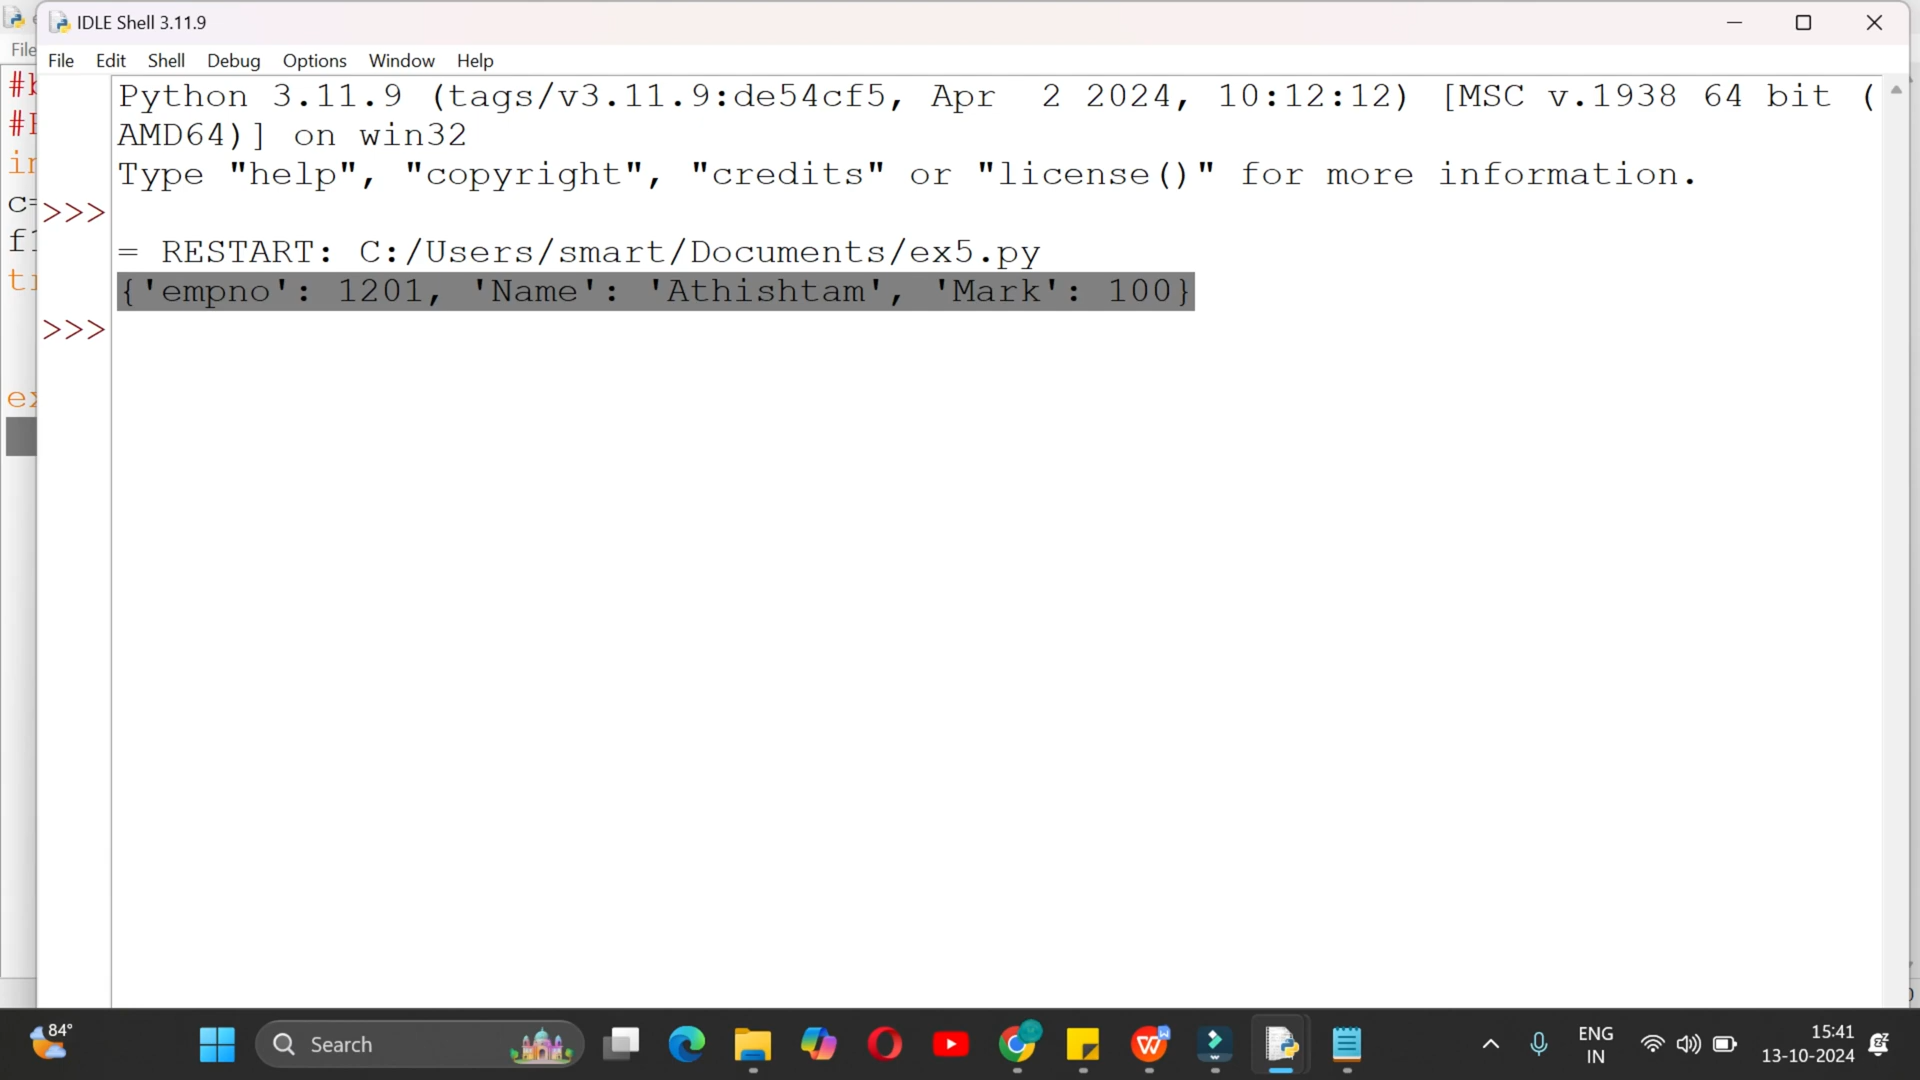 IDLE Shell 3.11.9
File Edit Shell Debug Options Window Help
File
Python 3.11.9 (tags/v3.11.9:de54cf5, Apr  2 2024, 10:12:12) [MSC v.1938 64 bit (
AMD64)] on win32
Type "help", "copyright", "credits" or "license()" for more information.
>>>
= RESTART: C:/Users/smart/Documents/ex5.py
{'empno': 1201, 'Name': 'Athishtam', 'Mark': 100}
>>>
84°
Search
ENG
IN
15:41
13-10-2024